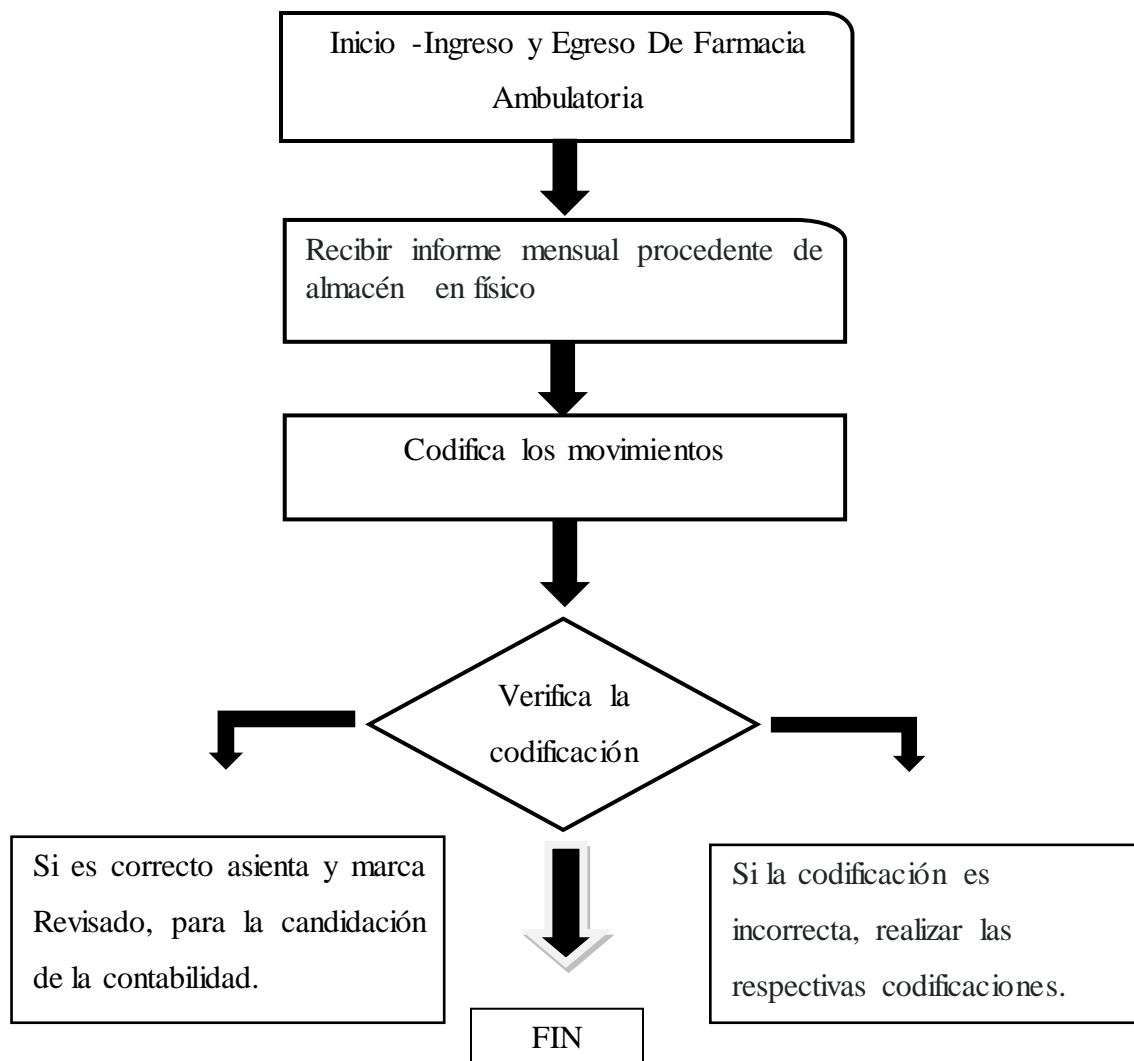 Inicio -Ingreso y Egreso De Farmacia
Ambulatoria
Recibir informe mensual procedente de
almacén en físico
Codifica los movimientos
Verifica la
codificación
Si es correcto asienta y marca
Revisado, para la candidación
de la contabilidad.
Si la codificación es
incorrecta, realizar las
respectivas codificaciones.
FIN